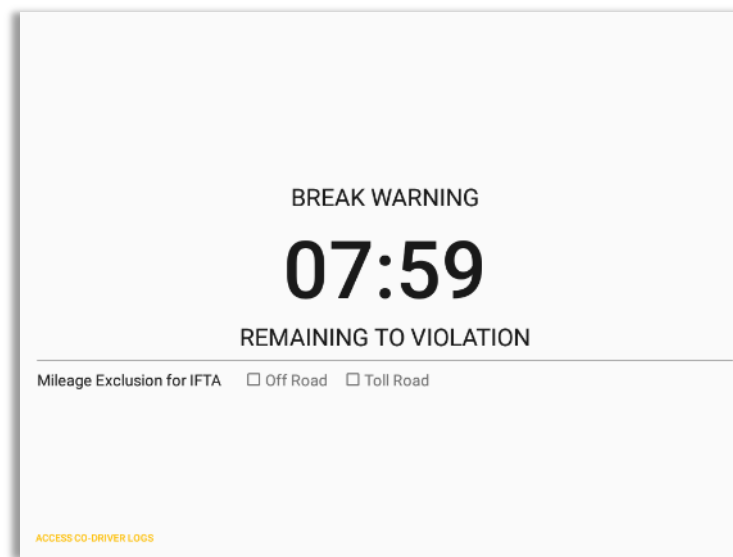 BREAK WARNING
07:59
REMAINING TO VIOLATION
Mileage Exclusion for IFTA Off Road Toll Road
ACCESS CO-DRIVER LOGS